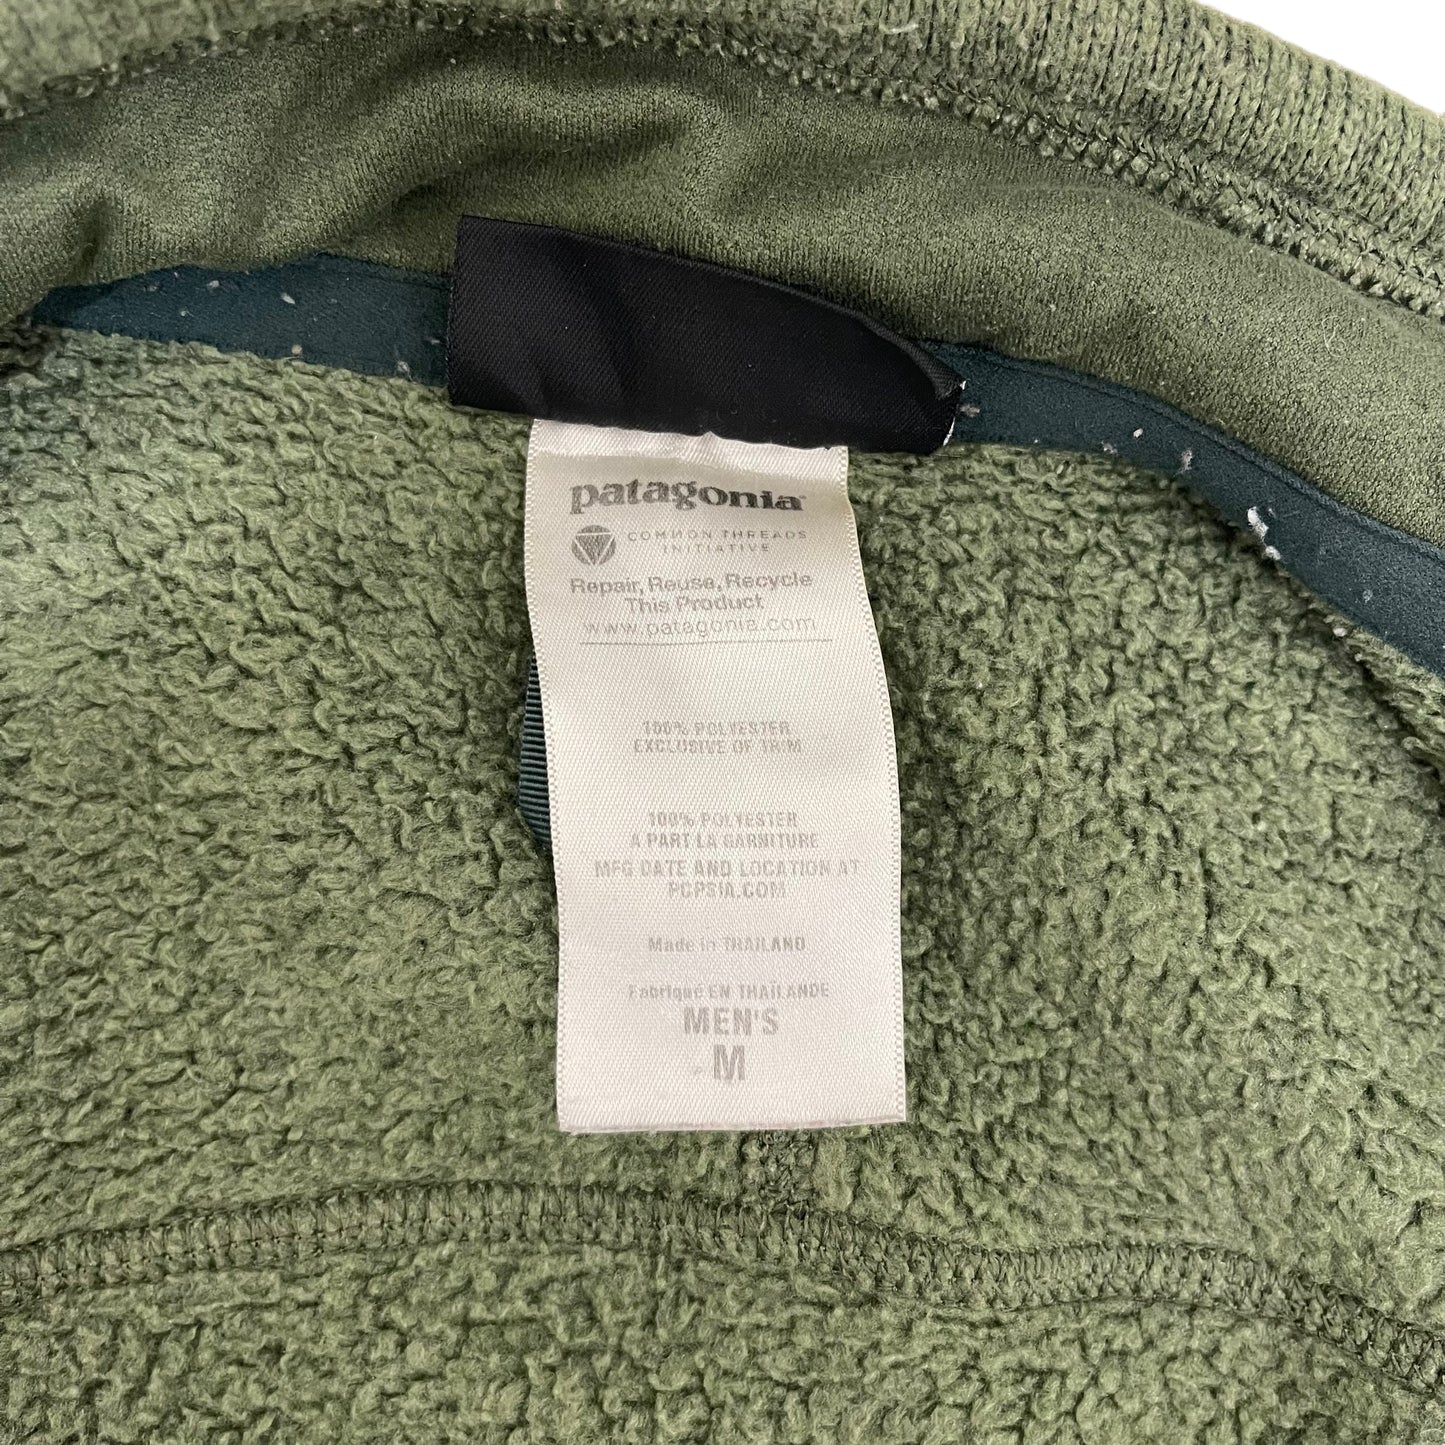 patagonia
COMMON THREADS
INITIATIVE
Repair, Reuse, Recycle
This Product
www.patagonia.com
100% POLYESTER
EXCLUSIVE OF TRIM
100% POLYESTER
A PART LA GARNITURE
MFG DATE AND LOCATION AT
PCPSIA.COM
Made in THAILAND
Fabriqué EN THAILANDE
MEN'S
M